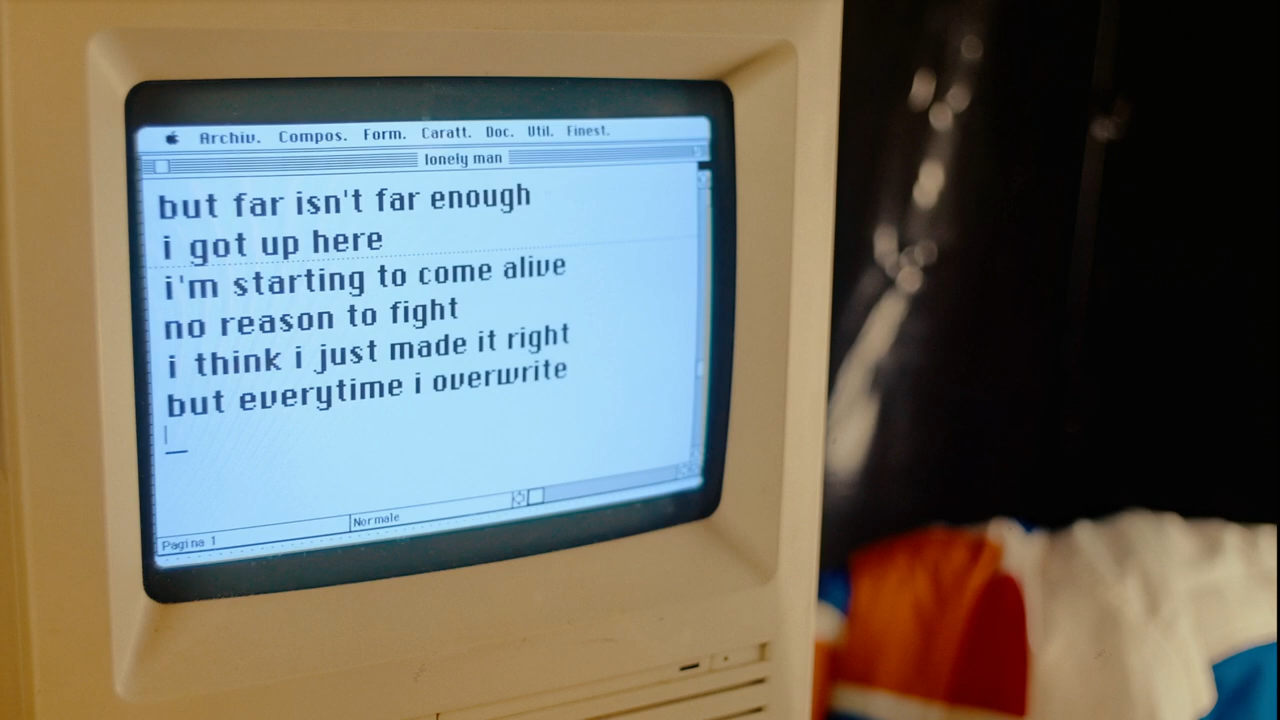 Archiv. Compos. Form. Caratt. Doc. Util. Finest.
lonely man
but far isn't far enough
i got up here
i'm starting to come alive
no reason to fight
i think i just made it right
but everytime i overwrite
Pagina 1 Normale